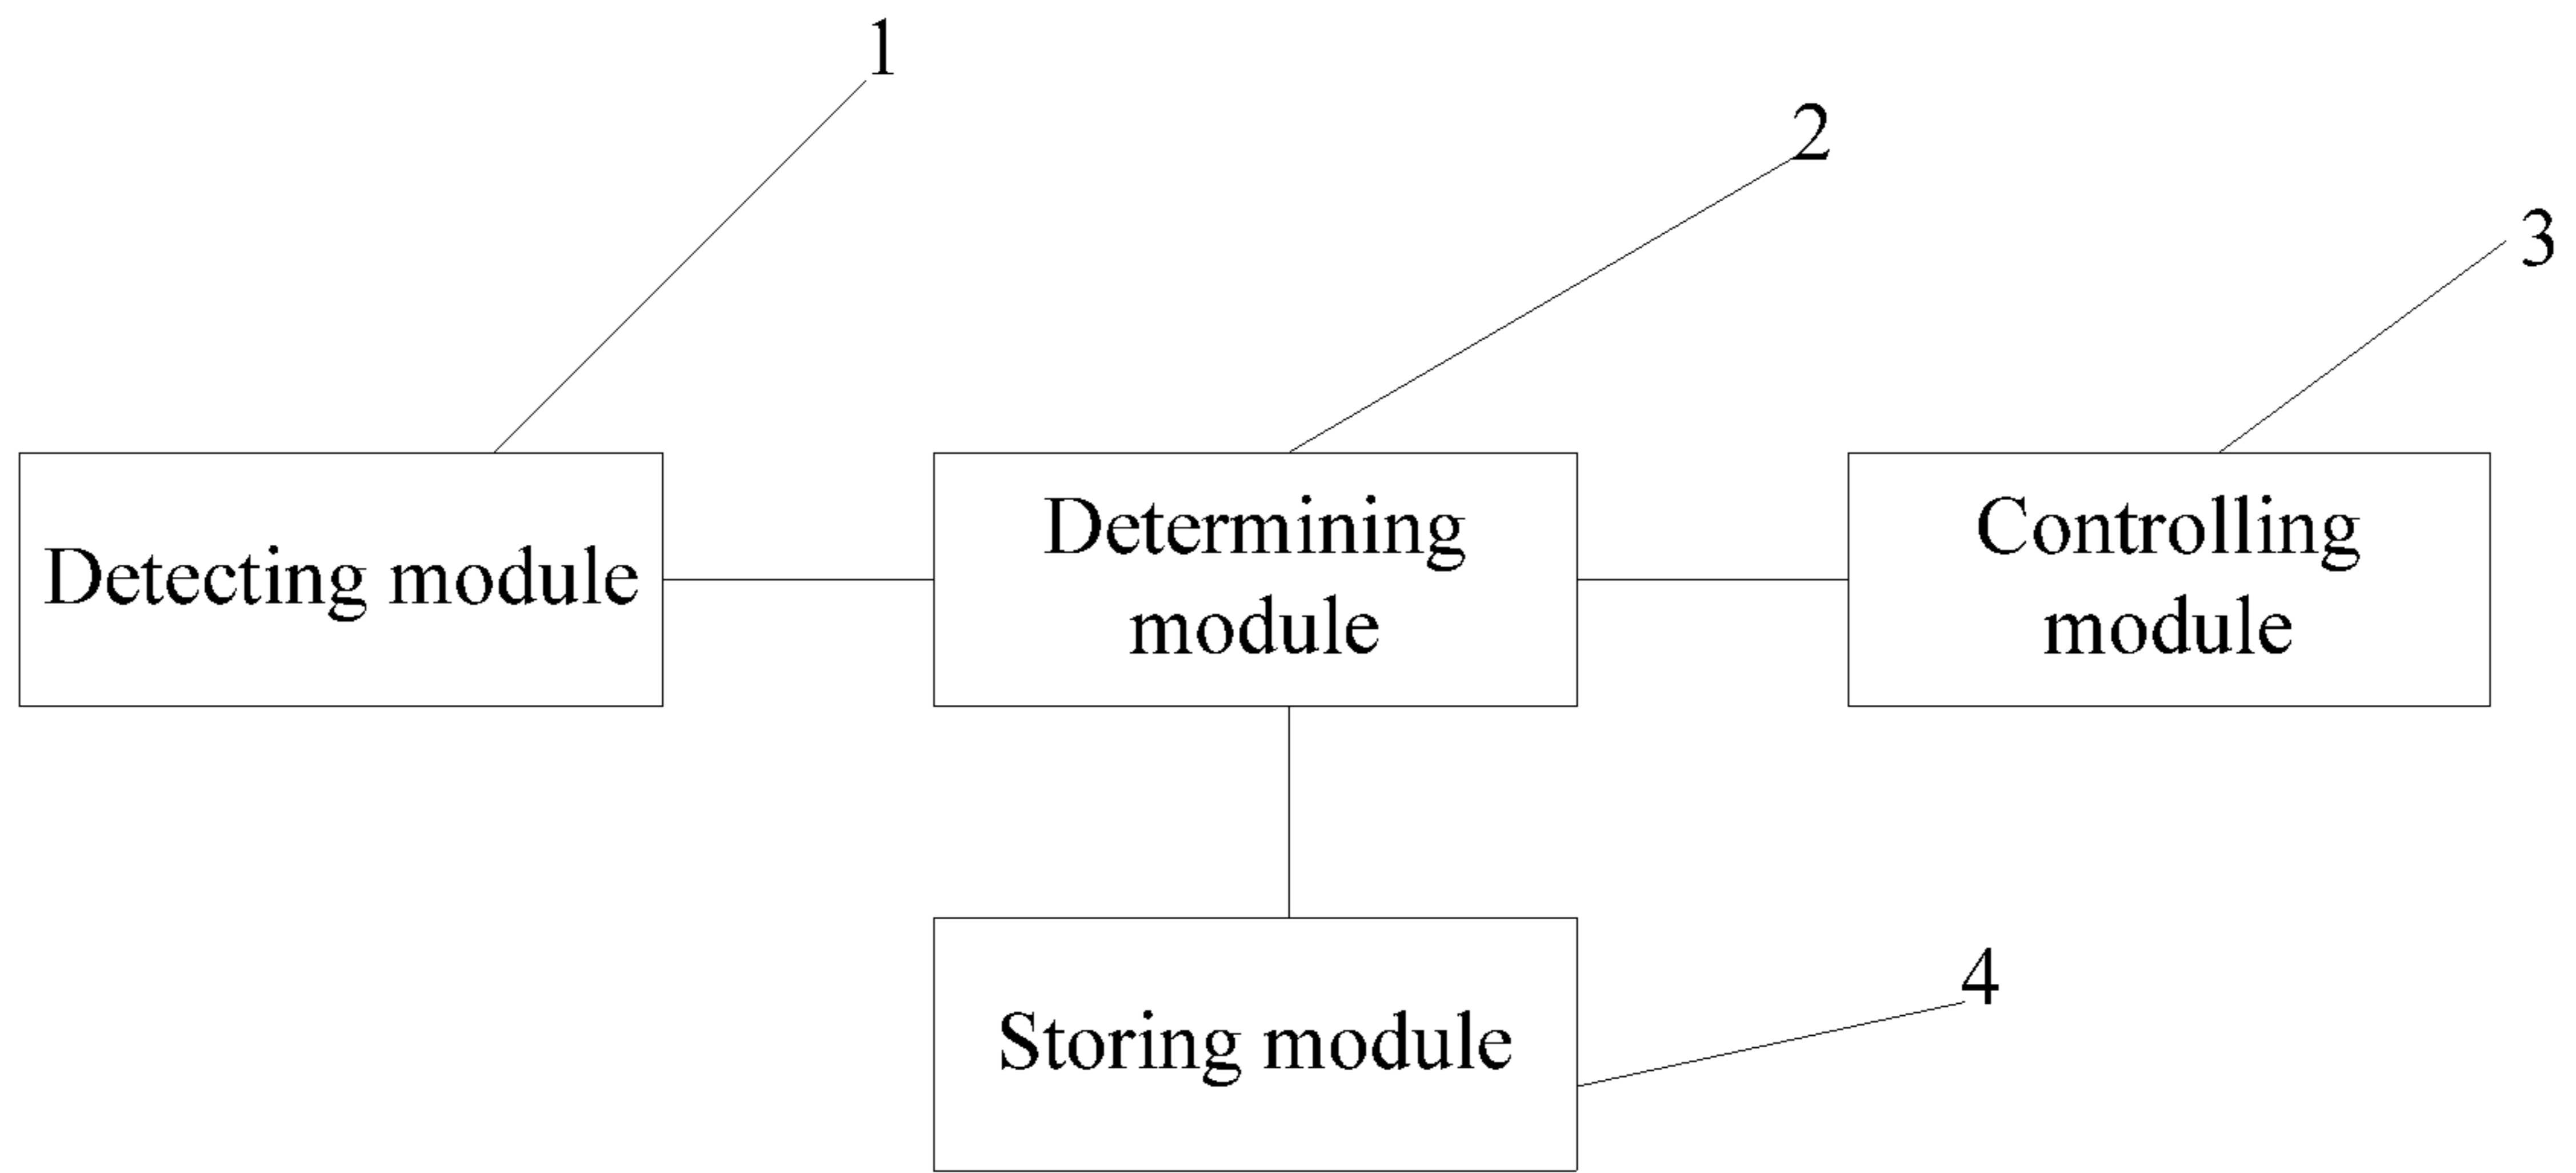 1
2
3
Detecting module
Determining
module
Controlling
module
Storing module
4